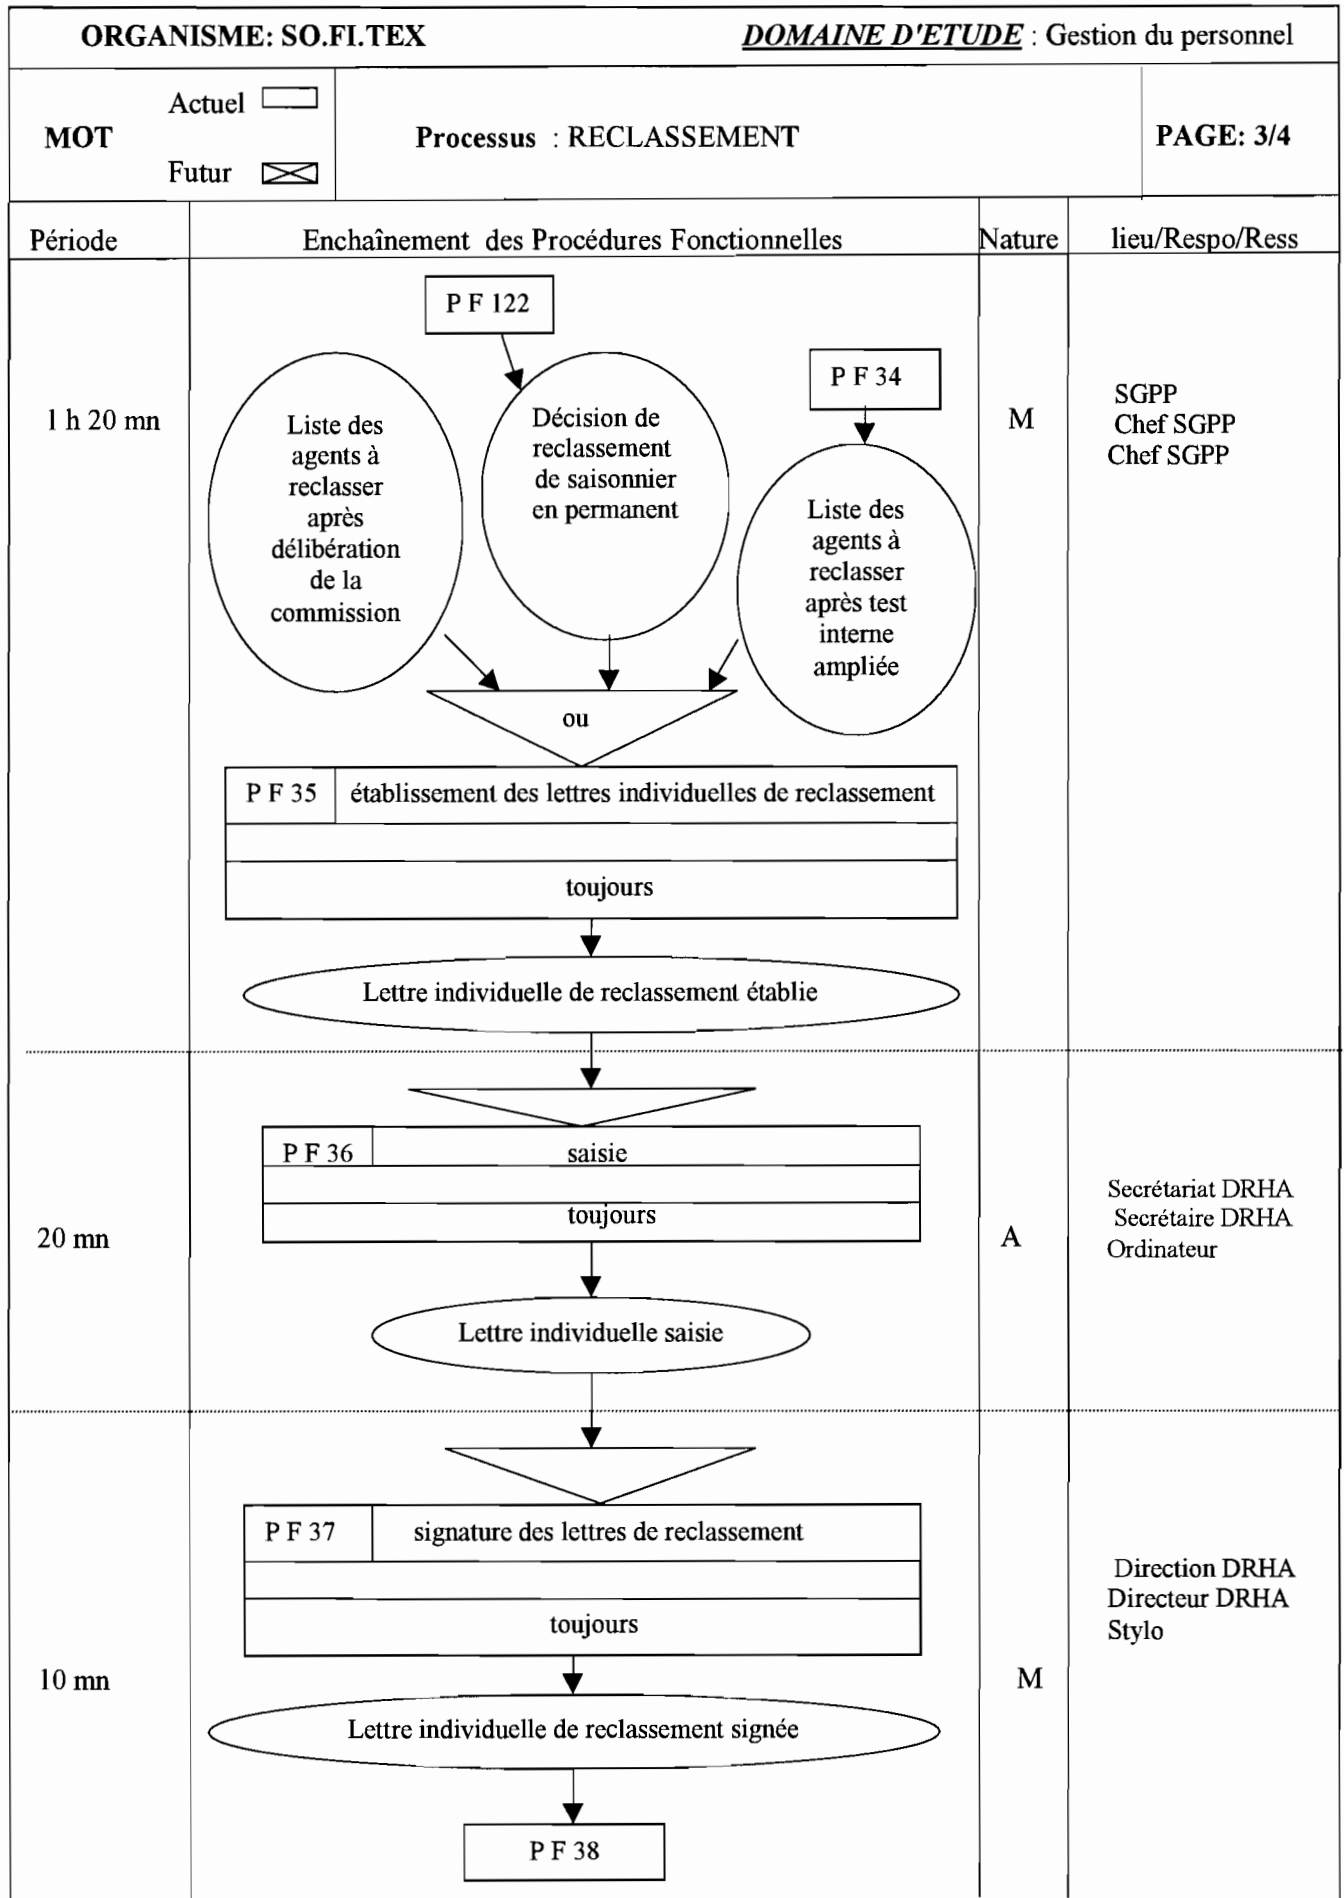 ORGANISME: SO.FI.TEX
DOMAINE D'ETUDE : Gestion du personnel
MOT
Actuel
Futur
Processus : RECLASSEMENT
PAGE: 3/4
Période
Enchaînement des Procédures Fonctionnelles
Nature
lieu/Respo/Ress
1 h 20 mn
P F 122
P F 34
Liste des
agents à
reclasser
après
délibération
de la
commission
Décision de
reclassement
de saisonnier
en permanent
Liste des
agents à
reclasser
après test
interne
ampliée
M
SGPP
Chef SGPP
Chef SGPP
ou
P F 35
établissement des lettres individuelles de reclassement
toujours
Lettre individuelle de reclassement établie
20 mn
P F 36
saisie
toujours
A
Secrétariat DRHA
Secrétaire DRHA
Ordinateur
Lettre individuelle saisie
10 mn
P F 37
signature des lettres de reclassement
toujours
M
Direction DRHA
Directeur DRHA
Stylo
Lettre individuelle de reclassement signée
P F 38